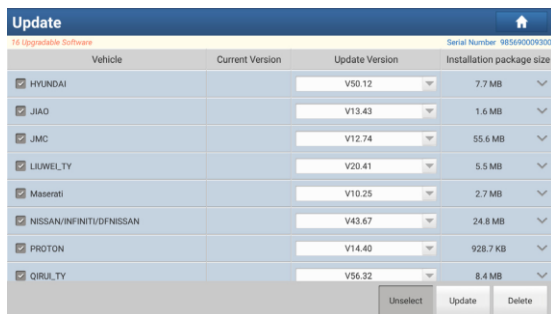 Update
16 Upgradable Software
Serial Number 985690009300
Vehicle Current Version Update Version Installation package size
HYUNDAI V50.12 7.7 MB
JIAO V13.43 1.6 MB
JMC V12.74 55.6 MB
LIUWEI_TY V20.41 5.5 MB
Maserati V10.25 2.7 MB
NISSAN/INFINITI/DFNISSAN V43.67 24.8 MB
PROTON V14.40 928.7 KB
QIRUI_TY V56.32 8.4 MB
Unselect Update Delete